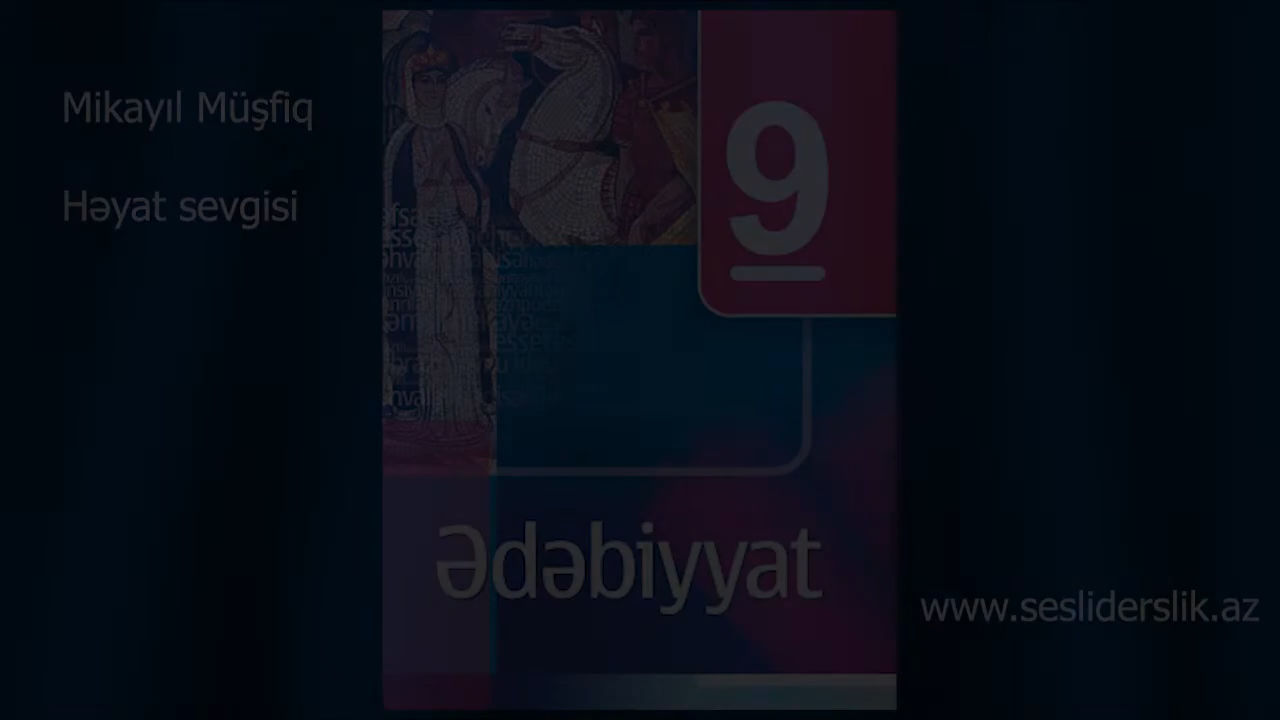 Mikayıl Müşfiq
Həyat sevgisi
9
Ədəbiyyat
www.sesliderslik.az